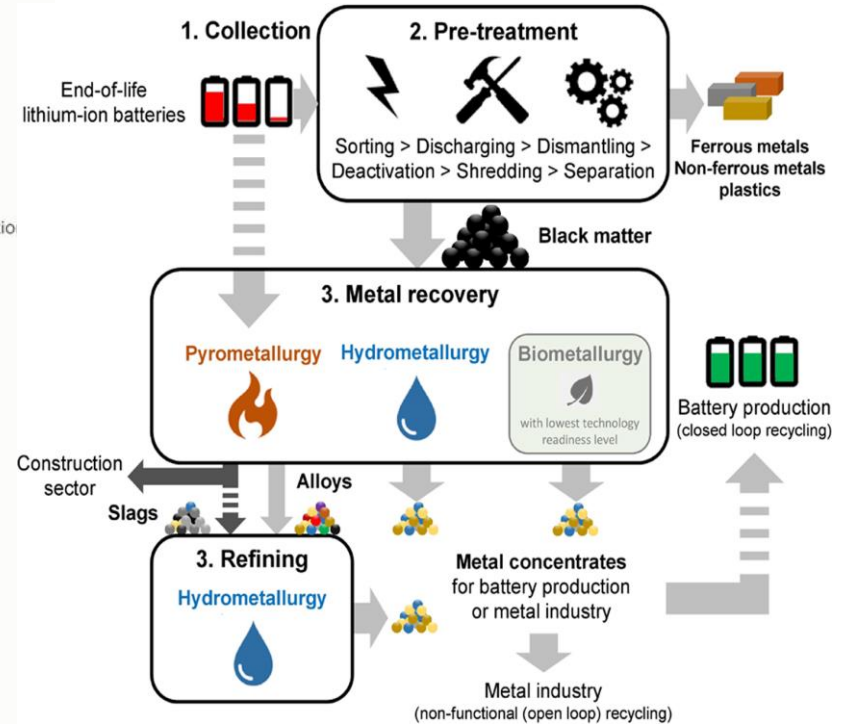 1. Collection
2. Pre-treatment
End-of-life
lithium-ion batteries
Sorting > Discharging > Dismantling >
Deactivation > Shredding > Separation
Ferrous metals
Non-ferrous metals
plastics
Black matter
3. Metal recovery
Pyrometallurgy
Hydrometallurgy
Biometallurgy
with lowest technology
readiness level
Battery production
(closed loop recycling)
Construction
sector
Slags
Alloys
3. Refining
Hydrometallurgy
Metal concentrates
for battery production
or metal industry
Metal industry
(non-functional (open loop) recycling)